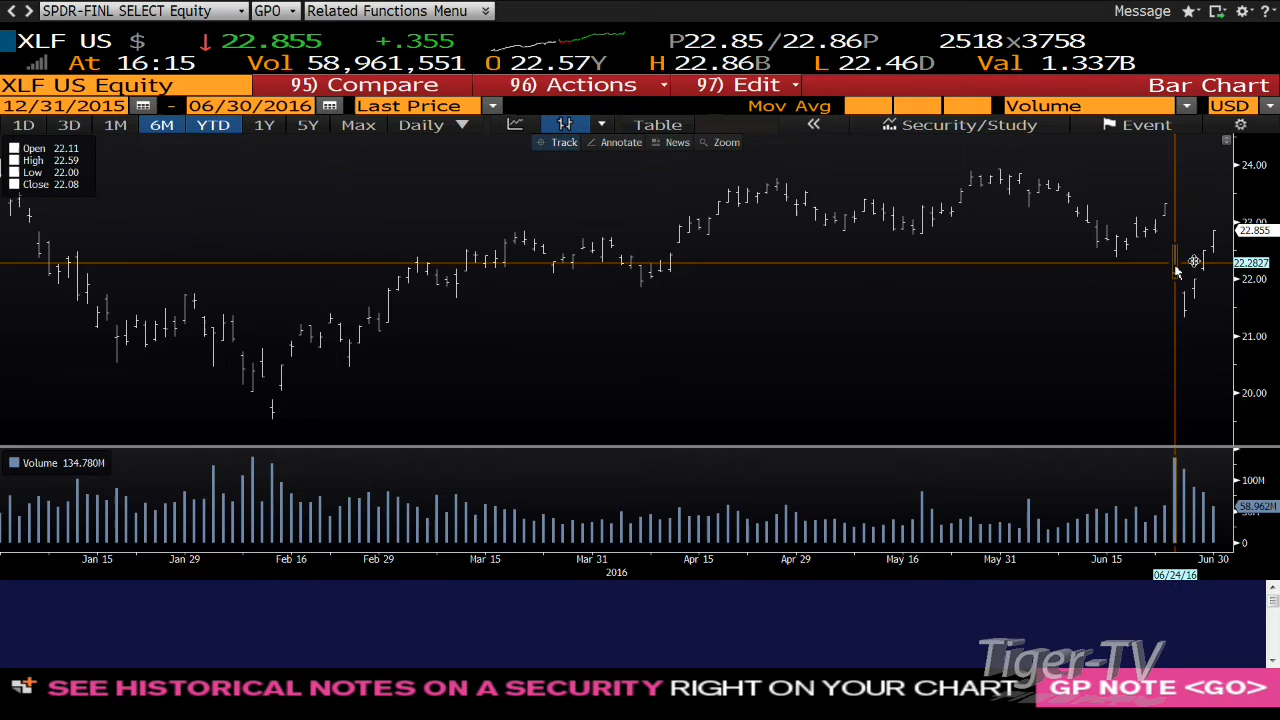 SPDR-FINL SELECT Equity GPO Related Functions Menu Message
XLF US $ ↓ 22.855 +.355 P22.85/22.86P 2518x3758
At 16:15 Vol 58,961,551 O 22.57Y H 22.86B L 22.46D Val 1.337B
XLF US Equity 95) Compare 96) Actions 97) Edit Bar Chart
12/31/2015 - 06/30/2016 Last Price Mov Avg Volume USD
1D 3D 1M 6M YTD 1Y 5Y Max Daily Table « Security/Study Event
Track Annotate News Zoom
Open 22.11
High 22.59
Low 22.00
Close 22.08
24.00
22.855
22.2827
22.00
21.00
20.00
Volume 134.780M
100M
58.962M
0
Jan 15 Jan 29 Feb 16 Feb 29 Mar 15 Mar 31 Apr 15 Apr 29 May 16 May 31 Jun 15 Jun 30
2016 06/24/16
Tiger-TV
SEE HISTORICAL NOTES ON A SECURITY RIGHT ON YOUR CHART GP NOTE <GO>